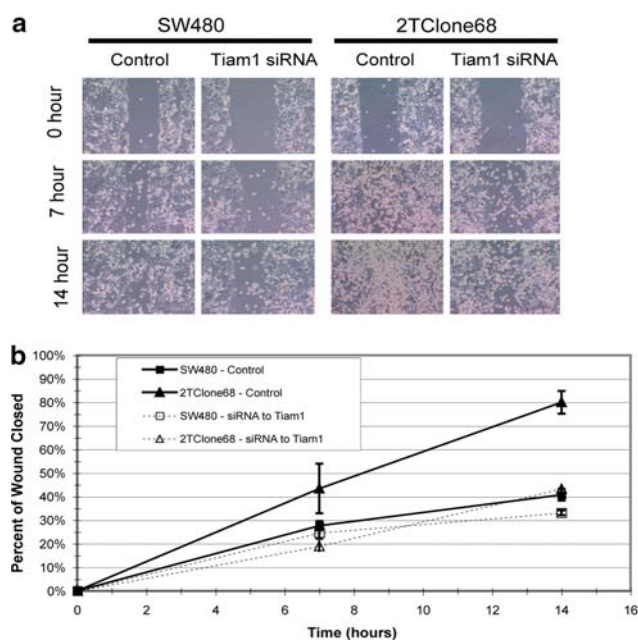 a
SW480 2TClone68
Control Tiam1 siRNA Control Tiam1 siRNA
0 hour
7 hour
14 hour
b
100%
90%
80%
70%
60%
50%
40%
30%
20%
10%
0%
Percent of Wound Closed
SW480 - Control
2TClone68 - Control
SW480 - siRNA to Tiam1
2TClone68 - siRNA to Tiam1
0 2 4 6 8 10 12 14 16
Time (hours)